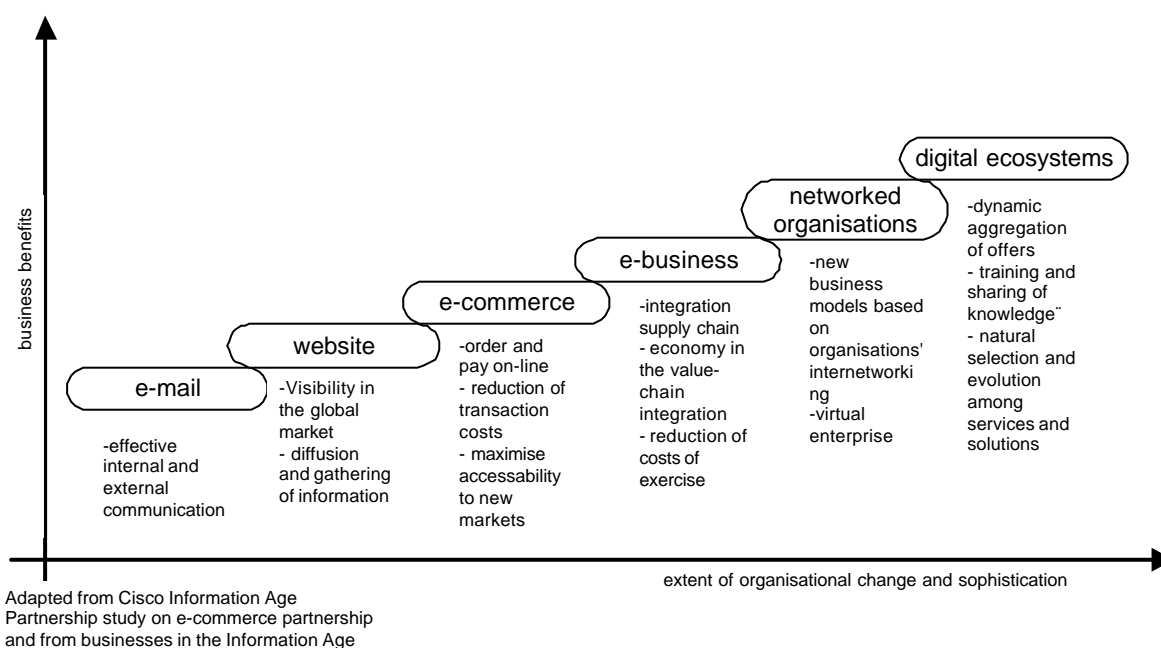 business benefits
e-mail
-effective
internal and
external
communication
website
-Visibility in
the global
market
- diffusion
and gathering
of information
e-commerce
-order and
pay on-line
- reduction of
transaction
costs
- maximise
accessability
to new
markets
e-business
-integration
supply chain
- economy in
the value-
chain
integration
- reduction of
costs of
exercise
networked
organisations
-new
business
models based
on
organisations'
internetworki
ng
-virtual
enterprise
digital ecosystems
-dynamic
aggregation
of offers
- training and
sharing of
knowledge¨
- natural
selection and
evolution
among
services and
solutions
extent of organisational change and sophistication
Adapted from Cisco Information Age
Partnership study on e-commerce partnership
and from businesses in the Information Age